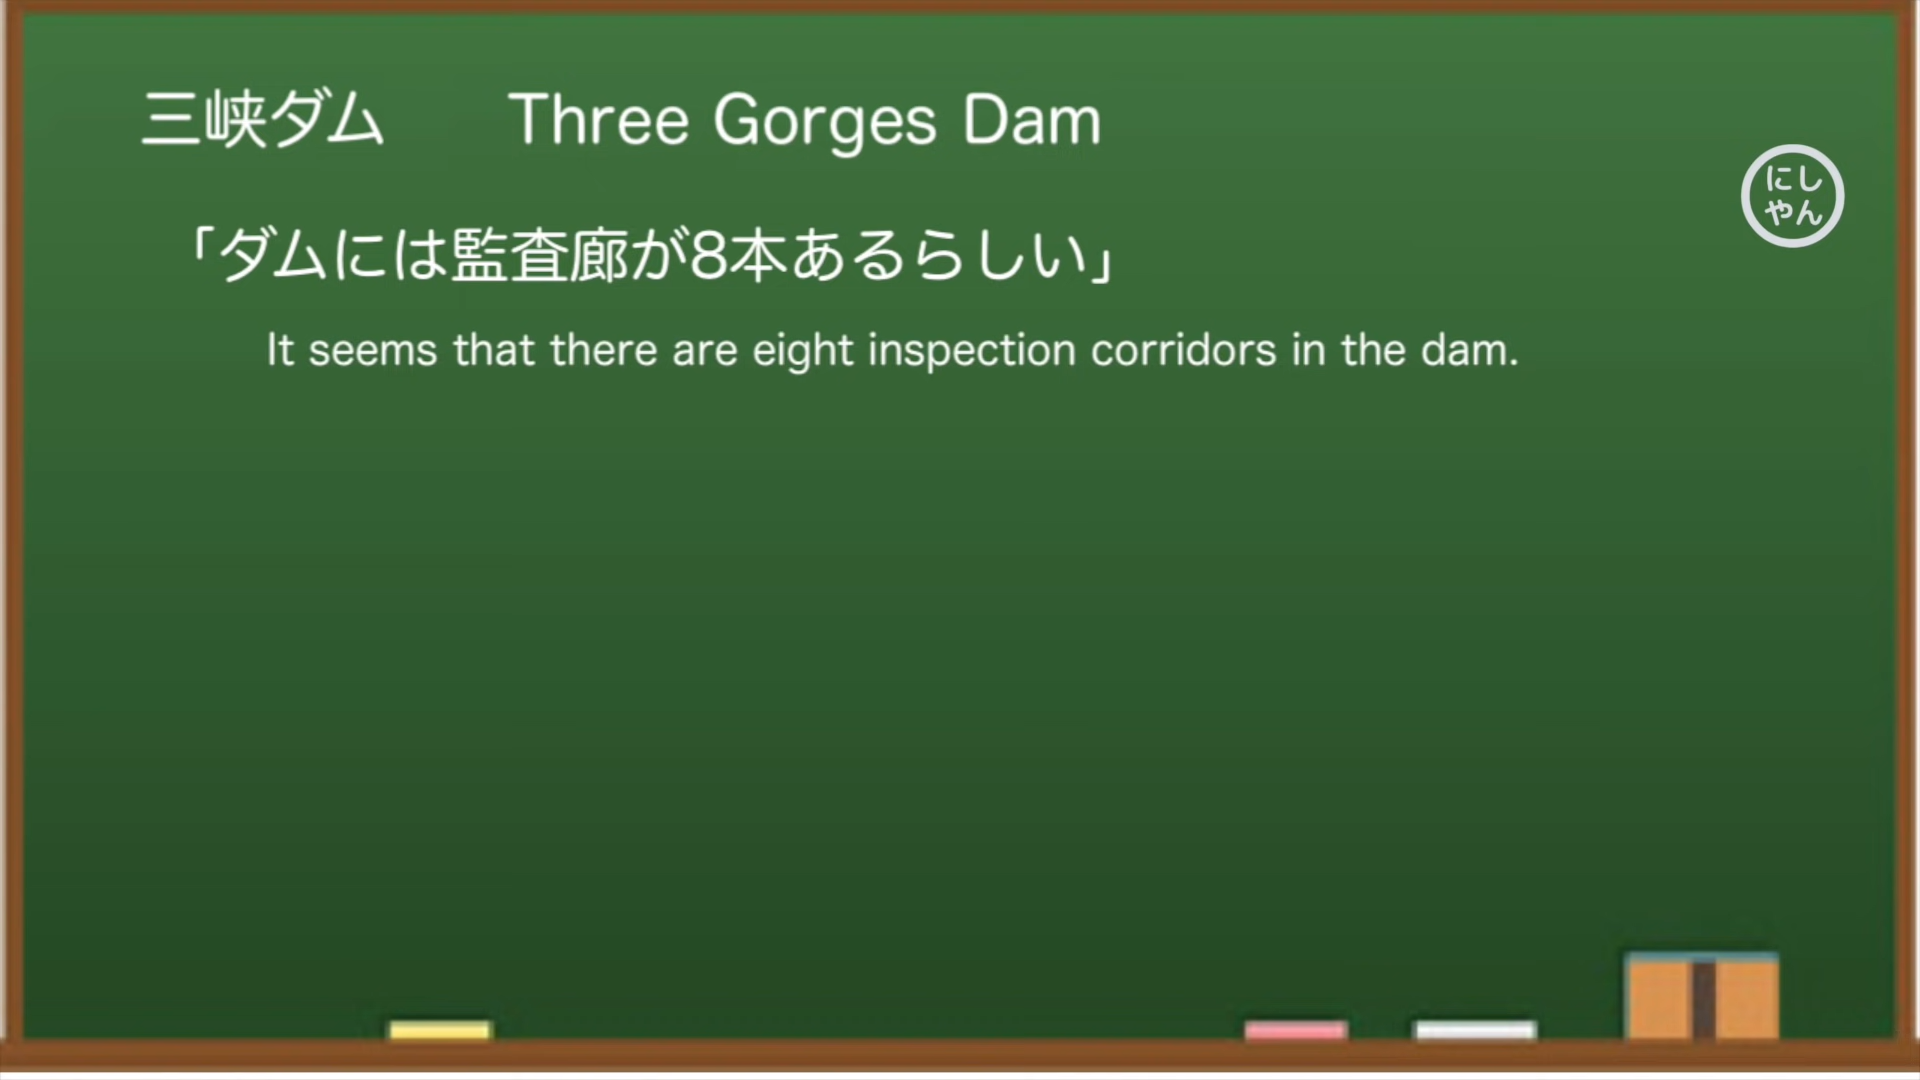 三峡ダム　　Three Gorges Dam
にし
やん
「ダムには監査廊が8本あるらしい」
It seems that there are eight inspection corridors in the dam.